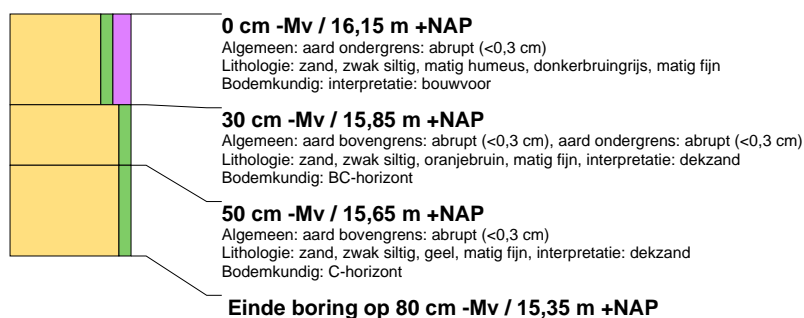 0 cm -Mv / 16,15 m +NAP
Algemeen: aard ondergrens: abrupt (<0,3 cm)
Lithologie: zand, zwak siltig, matig humeus, donkerbruingrijs, matig fijn
Bodemkundig: interpretatie: bouwvoor
30 cm -Mv / 15,85 m +NAP
Algemeen: aard bovengrens: abrupt (<0,3 cm), aard ondergrens: abrupt (<0,3 cm)
Lithologie: zand, zwak siltig, oranjebruin, matig fijn, interpretatie: dekzand
Bodemkundig: BC-horizont
50 cm -Mv / 15,65 m +NAP
Algemeen: aard bovengrens: abrupt (<0,3 cm)
Lithologie: zand, zwak siltig, geel, matig fijn, interpretatie: dekzand
Bodemkundig: C-horizont
Einde boring op 80 cm -Mv / 15,35 m +NAP